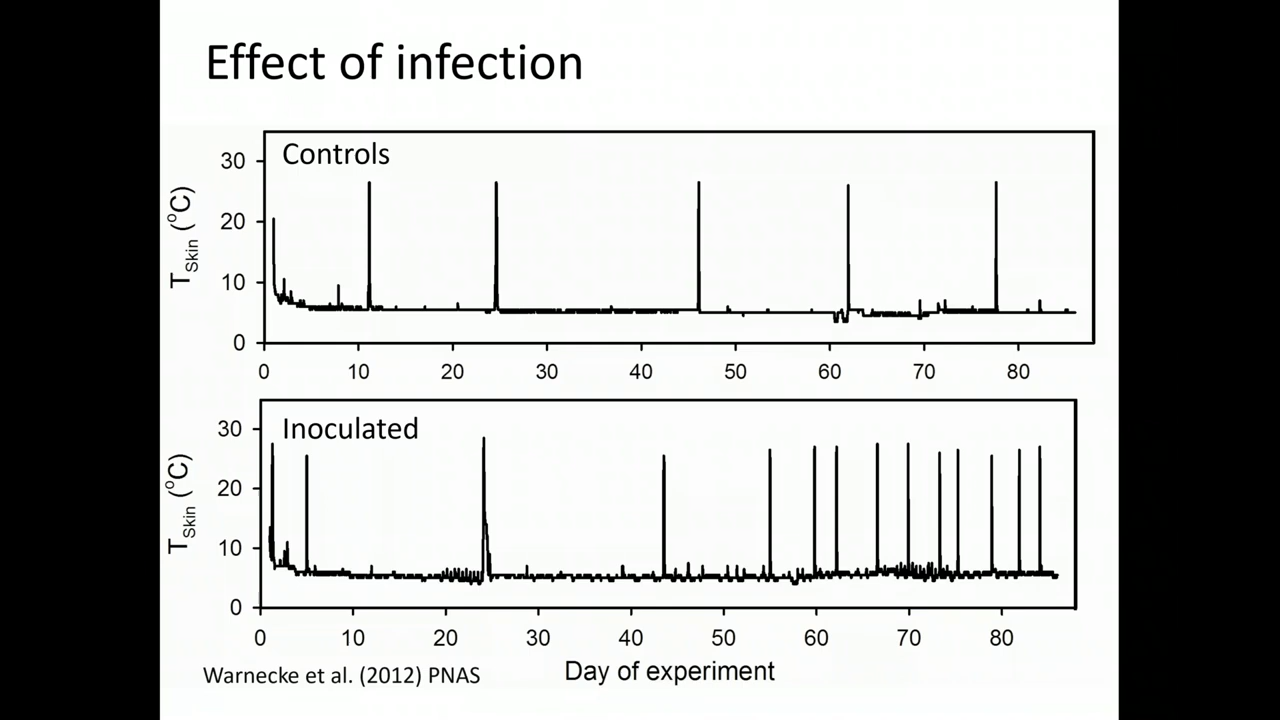 Effect of infection
Controls
30
20
10
0
T_Skin (°C)
0 10 20 30 40 50 60 70 80
Inoculated
30
20
10
0
T_Skin (°C)
0 10 20 30 40 50 60 70 80
Warnecke et al. (2012) PNAS
Day of experiment